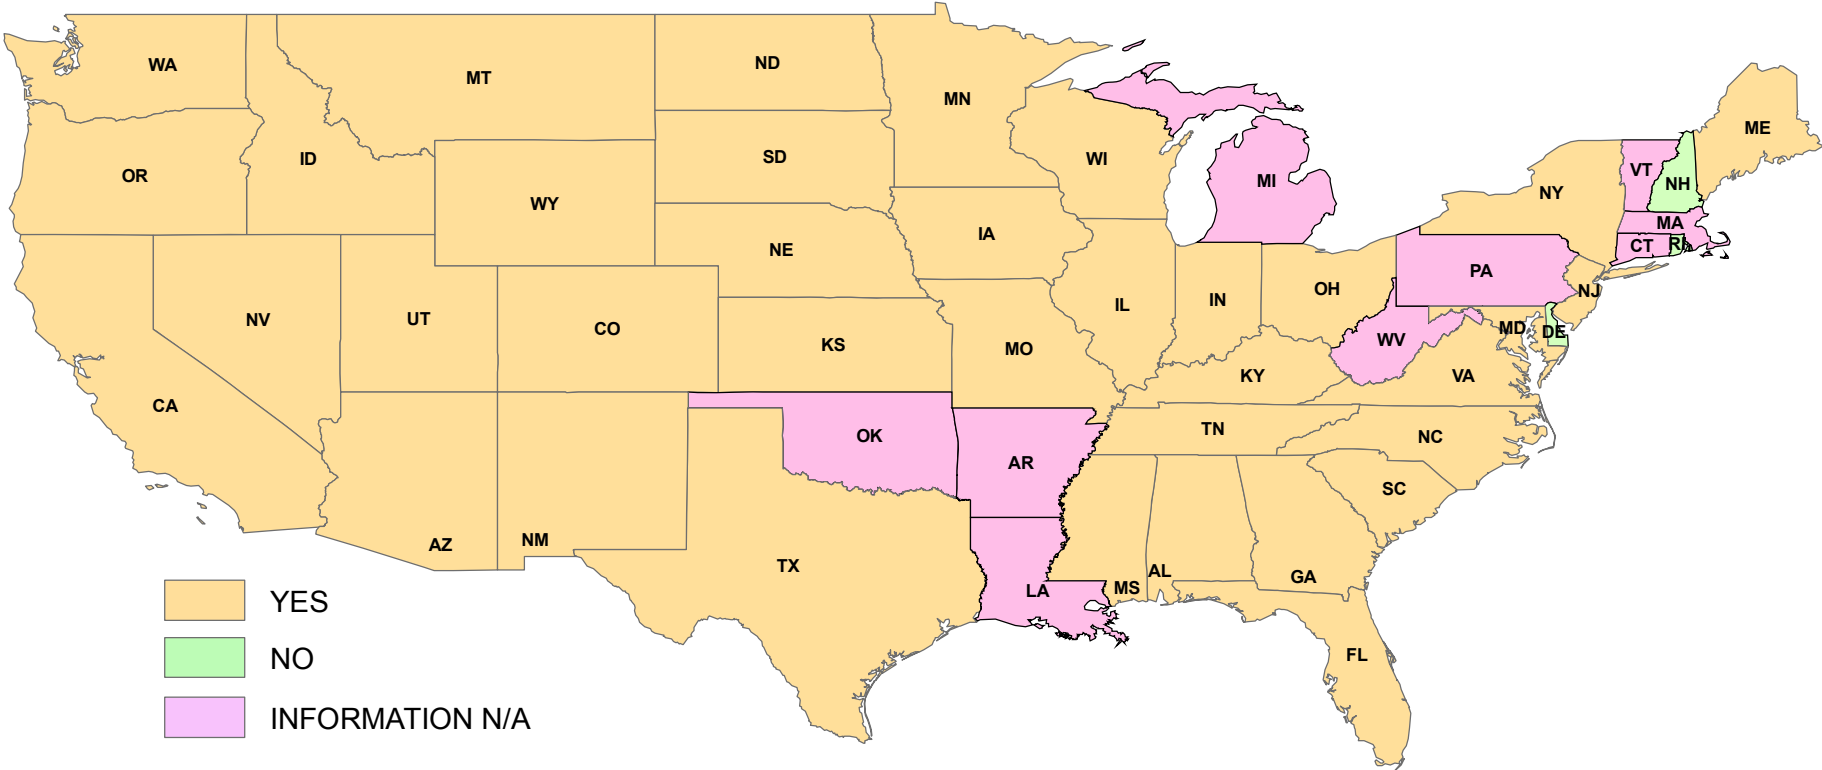 WA
MT
ND
MN
ME
OR
ID
SD
WI
MI
VT
NH
NY
WY
MA
IA
CT
RI
NE
PA
NV
UT
CO
IL
IN
OH
NJ
KS
MO
WV
MD
DE
CA
KY
VA
OK
TN
NC
AR
SC
AZ
NM
TX
LA
MS
AL
GA
FL
YES
NO
INFORMATION N/A